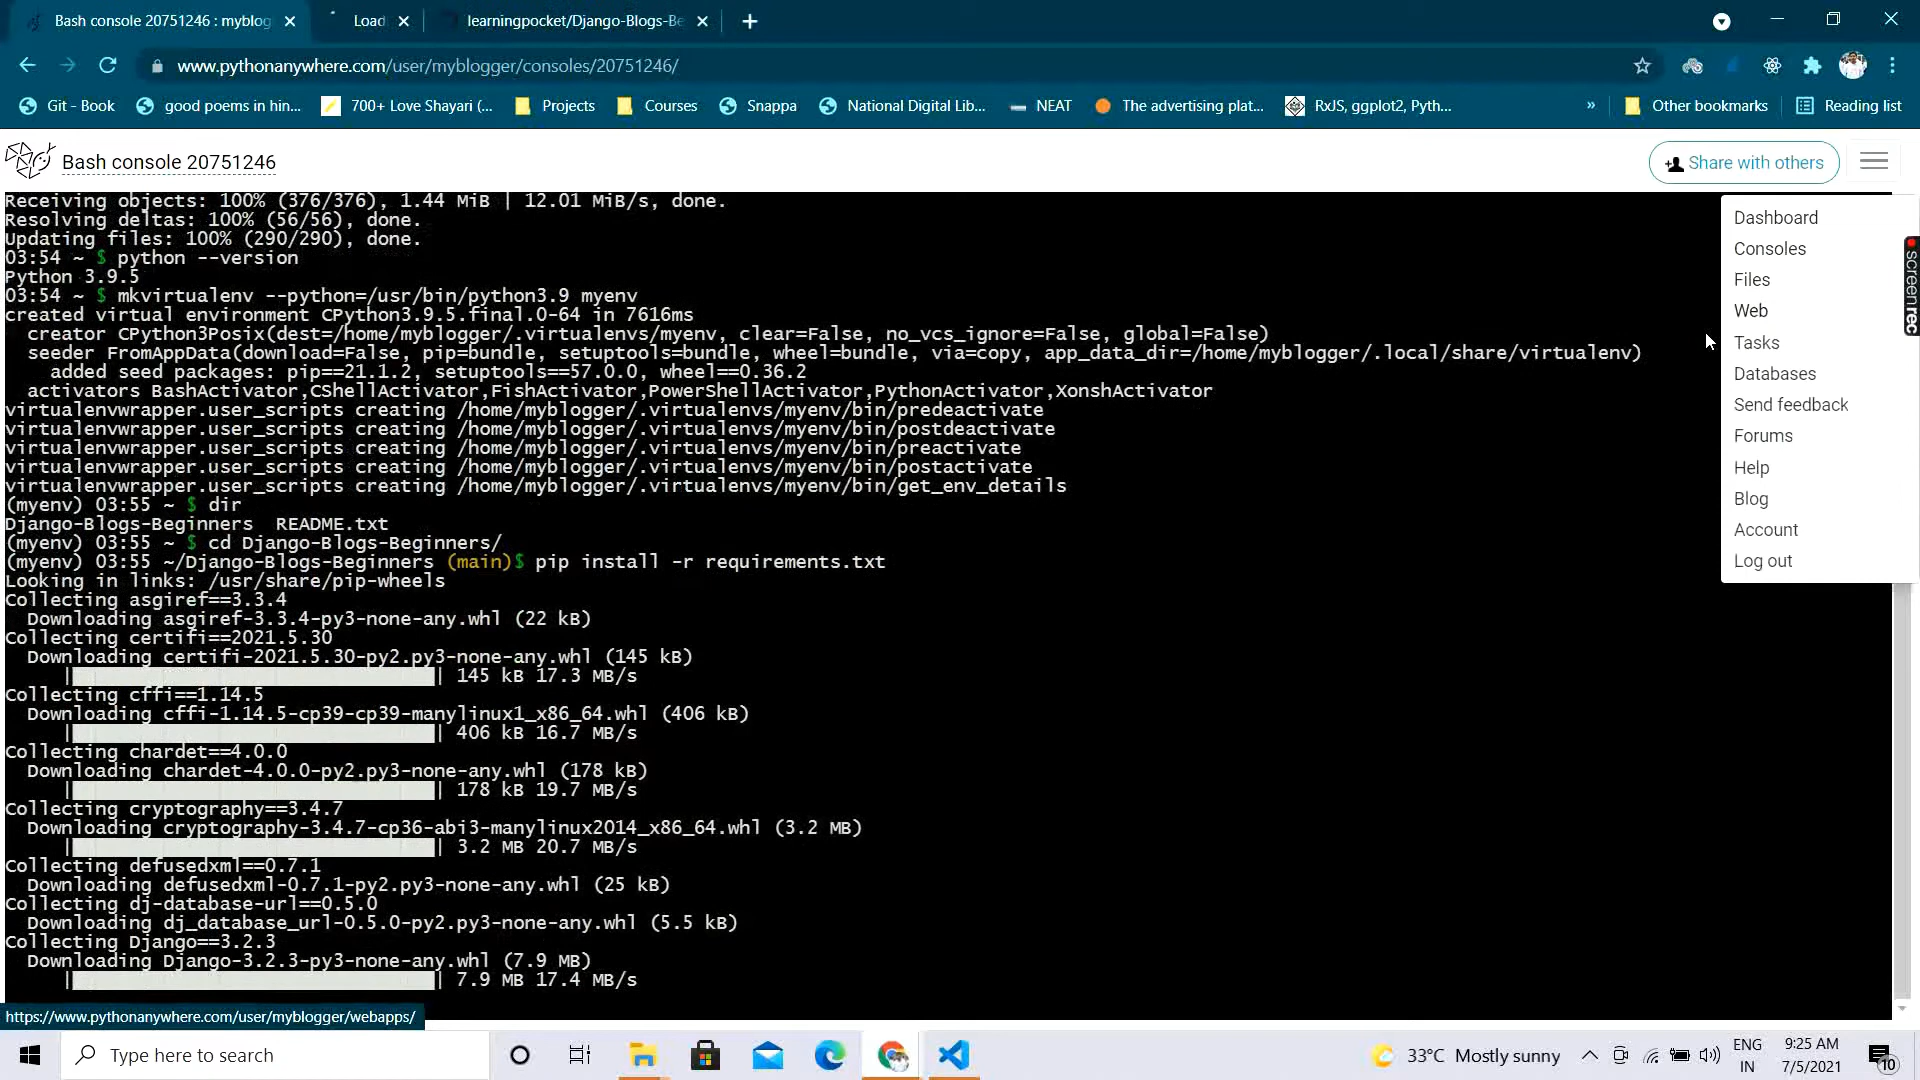 Bash console 20751246 : myblog
Load
learningpocket/Django-Blogs-Be
www.pythonanywhere.com/user/myblogger/consoles/20751246/
Git - Book
good poems in hin...
700+ Love Shayari (...
Projects
Courses
Snappa
National Digital Lib...
NEAT
The advertising plat...
RxJS, ggplot2, Pyth...
»
Other bookmarks
Reading list
Bash console 20751246
Share with others
Receiving objects: 100% (376/376), 1.44 MiB | 12.01 MiB/s, done.
Resolving deltas: 100% (56/56), done.
Updating files: 100% (290/290), done.
03:54 ~ $ python --version
Python 3.9.5
03:54 ~ $ mkvirtualenv --python=/usr/bin/python3.9 myenv
created virtual environment CPython3.9.5.final.0-64 in 7616ms
creator CPython3Posix(dest=/home/myblogger/.virtualenvs/myenv, clear=False, no_vcs_ignore=False, global=False)
seeder FromAppData(download=False, pip=bundle, setuptools=bundle, wheel=bundle, via=copy, app_data_dir=/home/myblogger/.local/share/virtualenv)
added seed packages: pip==21.1.2, setuptools==57.0.0, wheel==0.36.2
activators BashActivator,CShellActivator,FishActivator,PowerShellActivator,PythonActivator,XonshActivator
virtualenvwrapper.user_scripts creating /home/myblogger/.virtualenvs/myenv/bin/predeactivate
virtualenvwrapper.user_scripts creating /home/myblogger/.virtualenvs/myenv/bin/postdeactivate
virtualenvwrapper.user_scripts creating /home/myblogger/.virtualenvs/myenv/bin/preactivate
virtualenvwrapper.user_scripts creating /home/myblogger/.virtualenvs/myenv/bin/postactivate
virtualenvwrapper.user_scripts creating /home/myblogger/.virtualenvs/myenv/bin/get_env_details
(myenv) 03:55 ~ $ dir
Django-Blogs-Beginners  README.txt
(myenv) 03:55 ~ $ cd Django-Blogs-Beginners/
(myenv) 03:55 ~/Django-Blogs-Beginners (main)$ pip install -r requirements.txt
Looking in links: /usr/share/pip-wheels
Collecting asgiref==3.3.4
Downloading asgiref-3.3.4-py3-none-any.whl (22 kB)
Collecting certifi==2021.5.30
Downloading certifi-2021.5.30-py2.py3-none-any.whl (145 kB)
| | 145 kB 17.3 MB/s
Collecting cffi==1.14.5
Downloading cffi-1.14.5-cp39-cp39-manylinux1_x86_64.whl (406 kB)
| | 406 kB 16.7 MB/s
Collecting chardet==4.0.0
Downloading chardet-4.0.0-py2.py3-none-any.whl (178 kB)
| | 178 kB 19.7 MB/s
Collecting cryptography==3.4.7
Downloading cryptography-3.4.7-cp36-abi3-manylinux2014_x86_64.whl (3.2 MB)
| | 3.2 MB 20.7 MB/s
Collecting defusedxml==0.7.1
Downloading defusedxml-0.7.1-py2.py3-none-any.whl (25 kB)
Collecting dj-database-url==0.5.0
Downloading dj_database_url-0.5.0-py2.py3-none-any.whl (5.5 kB)
Collecting Django==3.2.3
Downloading Django-3.2.3-py3-none-any.whl (7.9 MB)
| | 7.9 MB 17.4 MB/s
Dashboard
Consoles
Files
Web
Tasks
Databases
Send feedback
Forums
Help
Blog
Account
Log out
screenrec
https://www.pythonanywhere.com/user/myblogger/webapps/
Type here to search
33°C Mostly sunny
ENG
IN
9:25 AM
7/5/2021
10